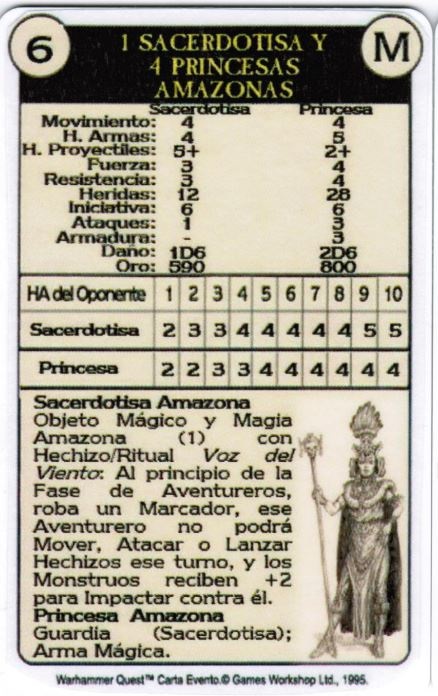 6
1 SACERDOTISA Y
4 PRINCESAS
AMAZONAS
M
Sacerdotisa Princesa
Movimiento: 4 4
H. Armas: 4 5
H. Proyectiles: 5+ 2+
Fuerza: 3 4
Resistencia: 3 4
Heridas: 12 28
Iniciativa: 6 6
Ataques: 1 3
Armadura: - 3
Daño: 1D6 2D6
Oro: 590 800
HA del Oponente 1 2 3 4 5 6 7 8 9 10
Sacerdotisa 2 3 3 4 4 4 4 4 5 5
Princesa 2 2 3 3 4 4 4 4 4 4
Sacerdotisa Amazona
Objeto Mágico y Magia
Amazona (1) con
Hechizo/Ritual Voz del
Viento: Al principio de la
Fase de Aventureros,
roba un Marcador, ese
Aventurero no podrá
Mover, Atacar o Lanzar
Hechizos ese turno, y los
Monstruos reciben +2
para Impactar contra él.
Princesa Amazona
Guardia (Sacerdotisa);
Arma Mágica.
Warhammer Quest™ Carta Evento.© Games Workshop Ltd., 1995.